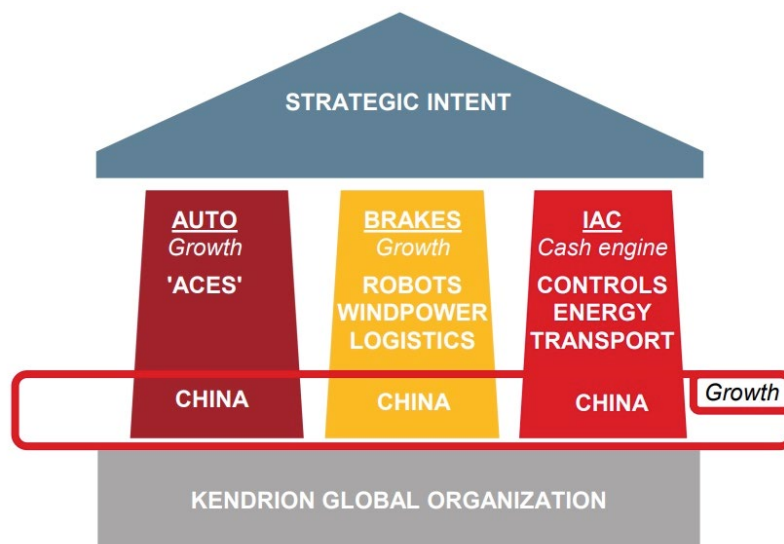 STRATEGIC INTENT
AUTO
Growth
'ACES'
CHINA
BRAKES
Growth
ROBOTS
WINDPOWER
LOGISTICS
CHINA
IAC
Cash engine
CONTROLS
ENERGY
TRANSPORT
CHINA
Growth
KENDRION GLOBAL ORGANIZATION